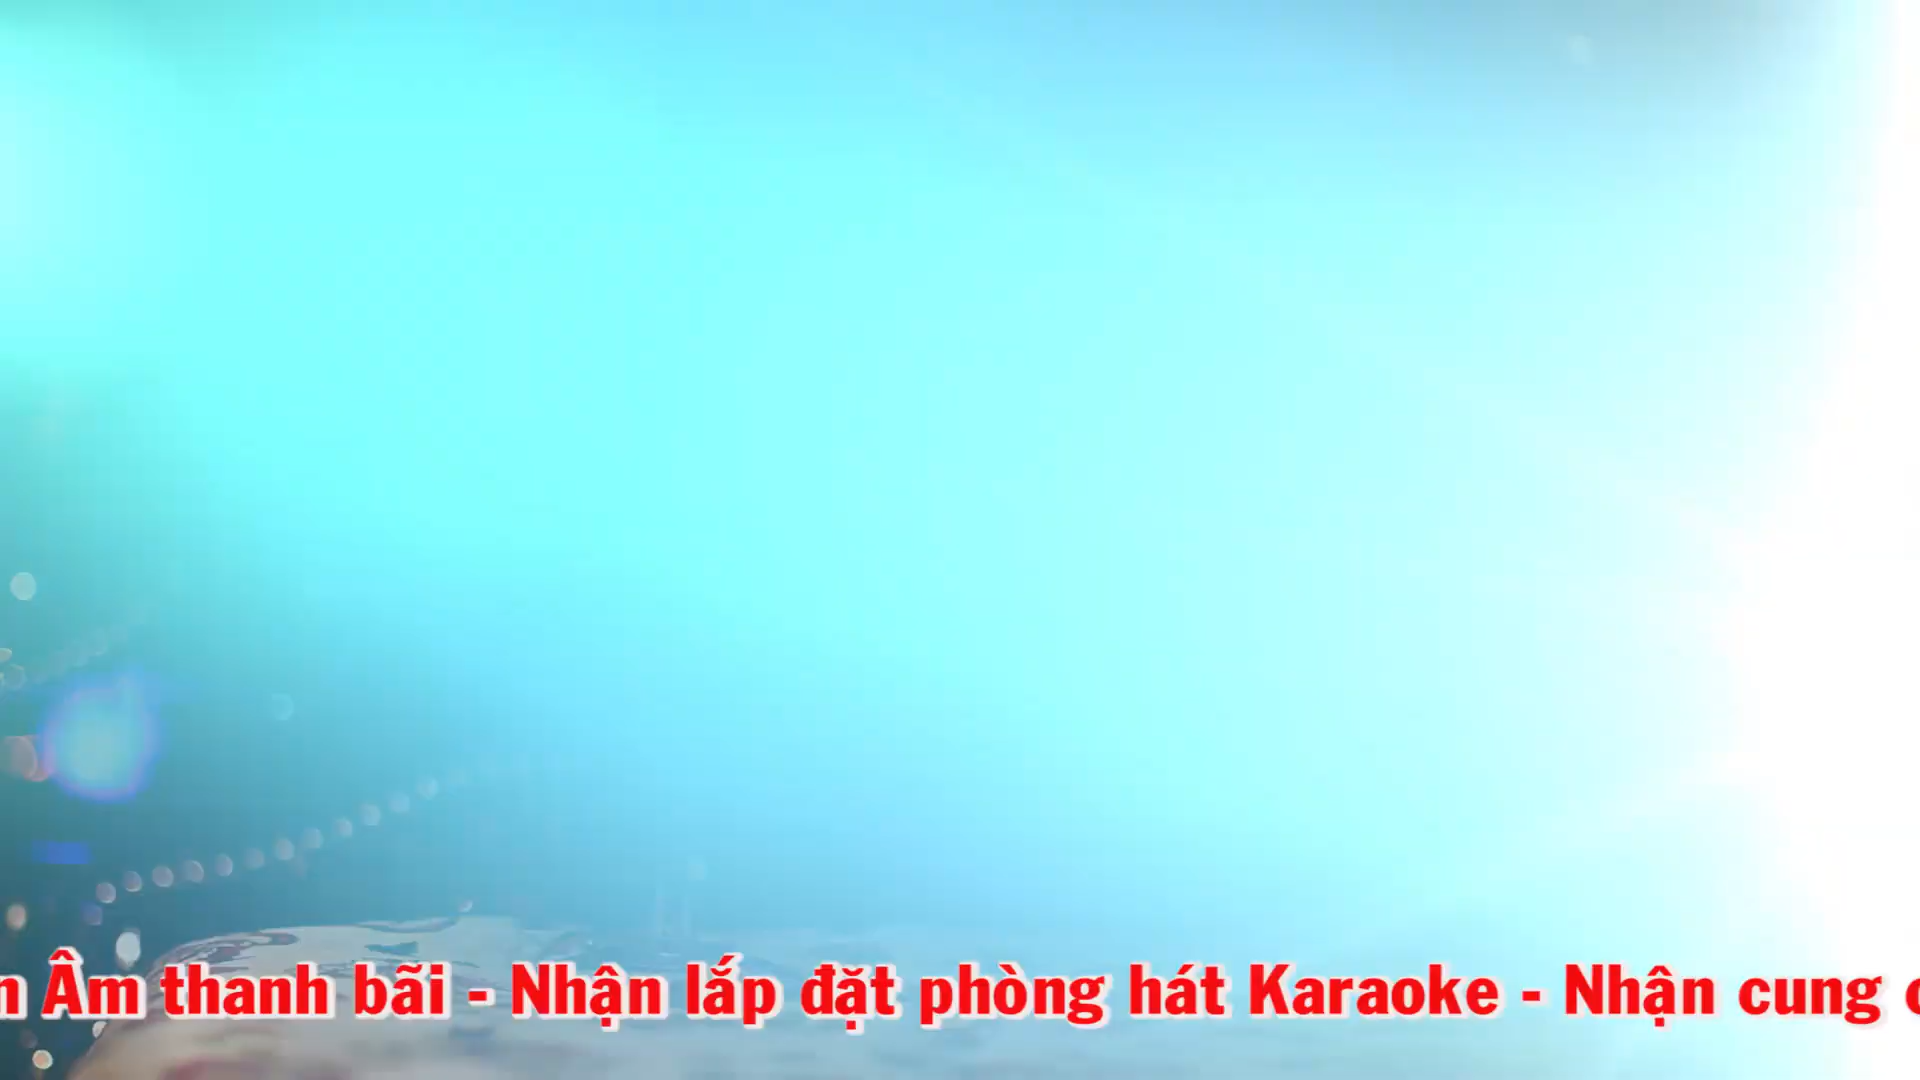 Âm thanh bãi - Nhận lắp đặt phòng hát Karaoke - Nhận cung